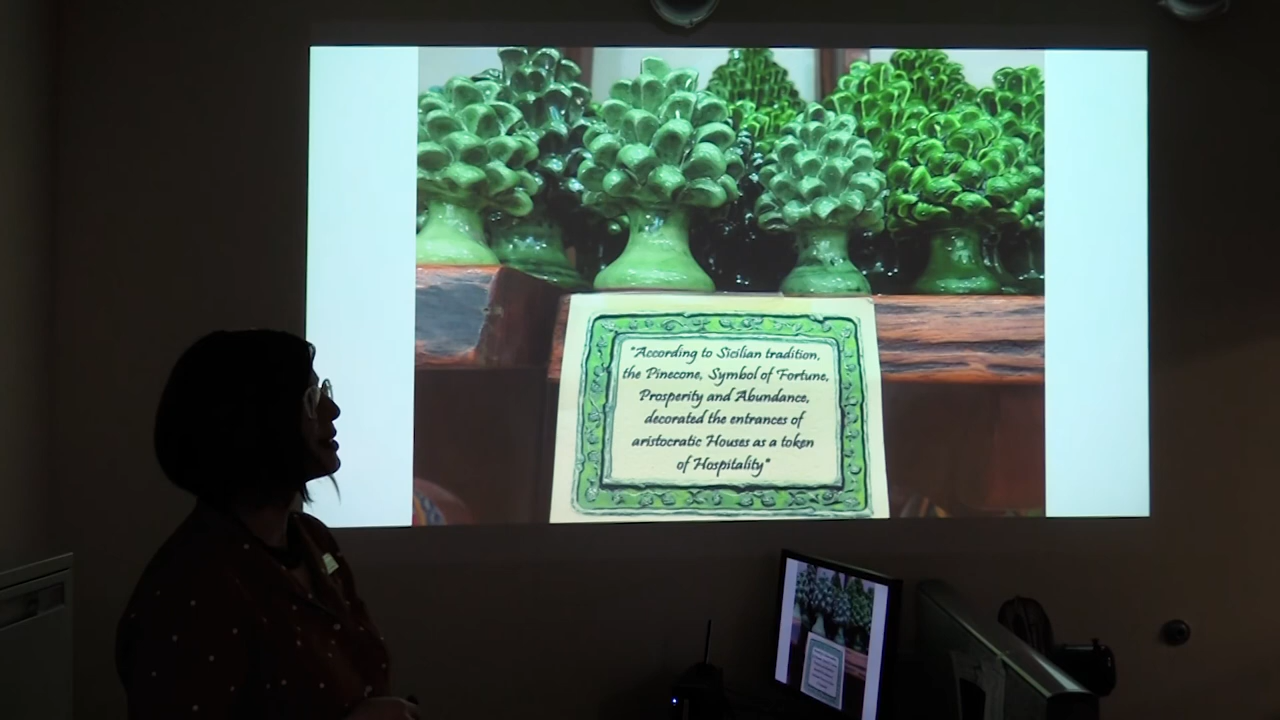 "According to Sicilian tradition,
the Pinecone, Symbol of Fortune,
Prosperity and Abundance,
decorated the entrances of
aristocratic Houses as a token
of Hospitality"